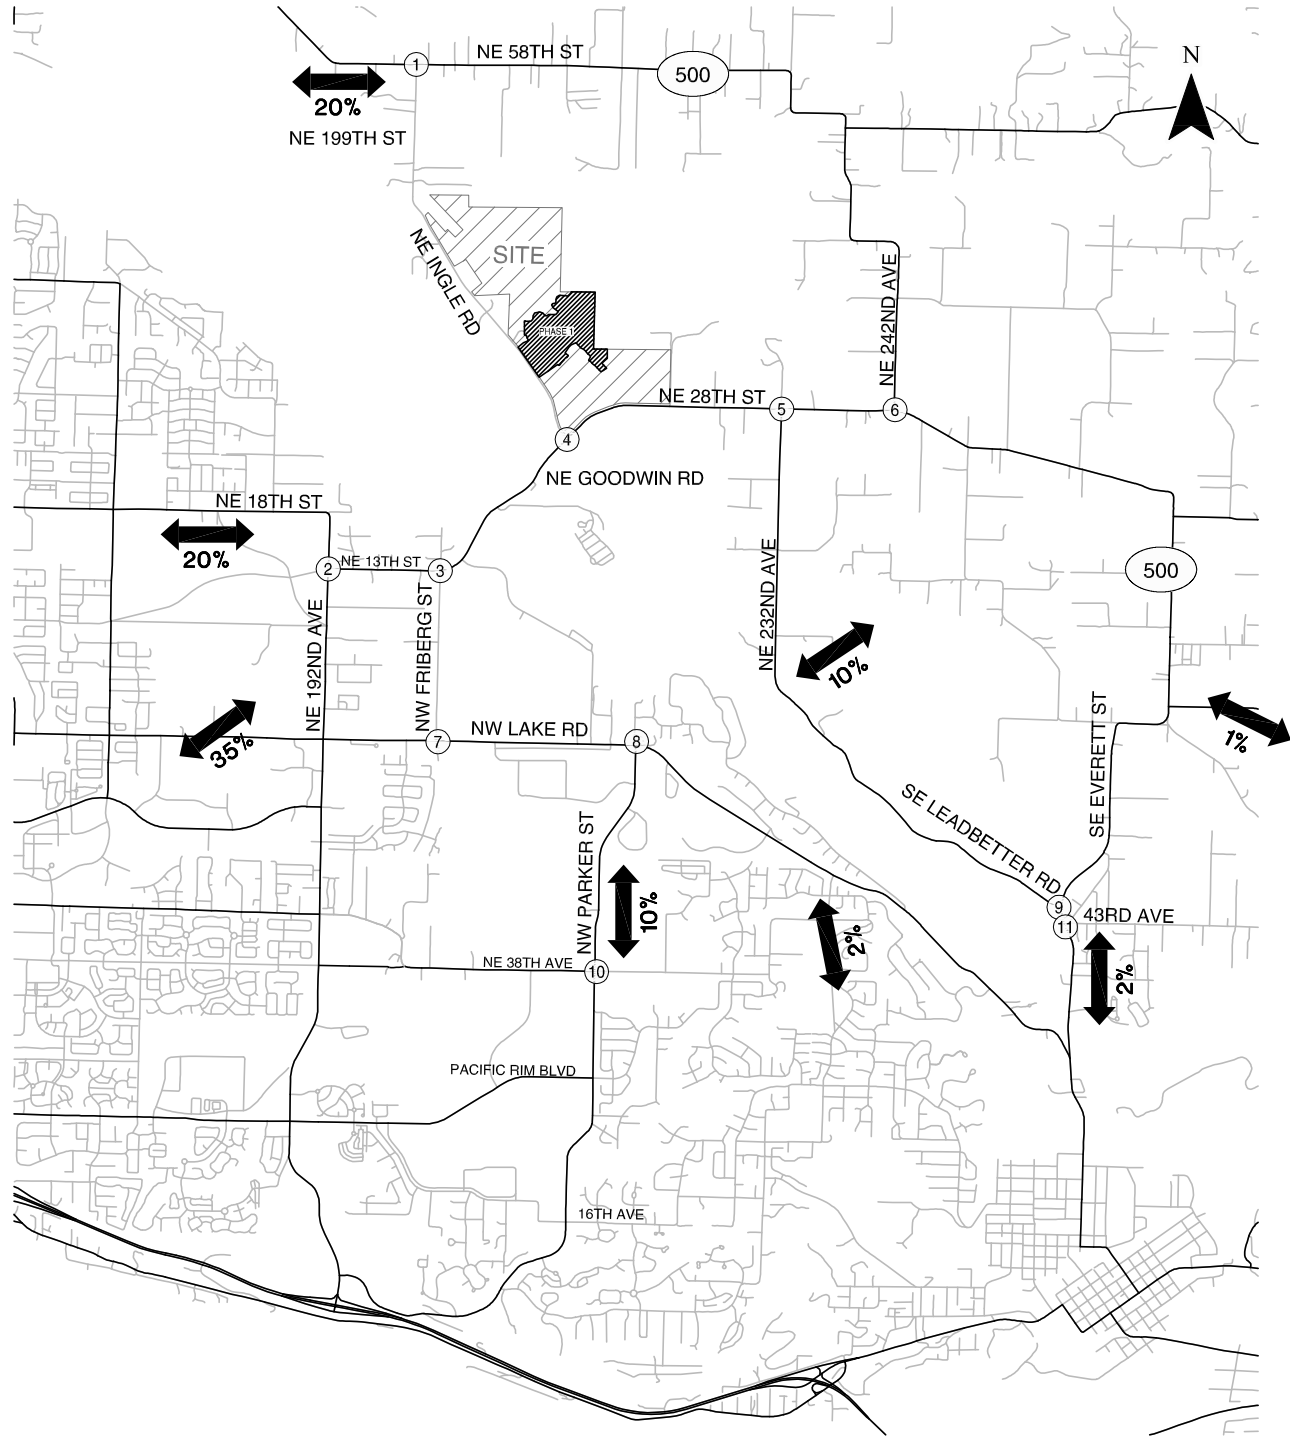 N
NE 58TH ST
500
1
20%
NE 199TH ST
SITE
NE INGLE RD
PHASE 1
NE 242ND AVE
NE 28TH ST
5
6
4
NE GOODWIN RD
NE 18TH ST
20%
2
NE 13TH ST
3
500
NE 192ND AVE
NW FRIBERG ST
NE 232ND AVE
10%
35%
NW LAKE RD
7
8
SE EVERETT ST
1%
SE LEADBETTER RD
NW PARKER ST
10%
2%
9
11
43RD AVE
2%
NE 38TH AVE
10
PACIFIC RIM BLVD
16TH AVE